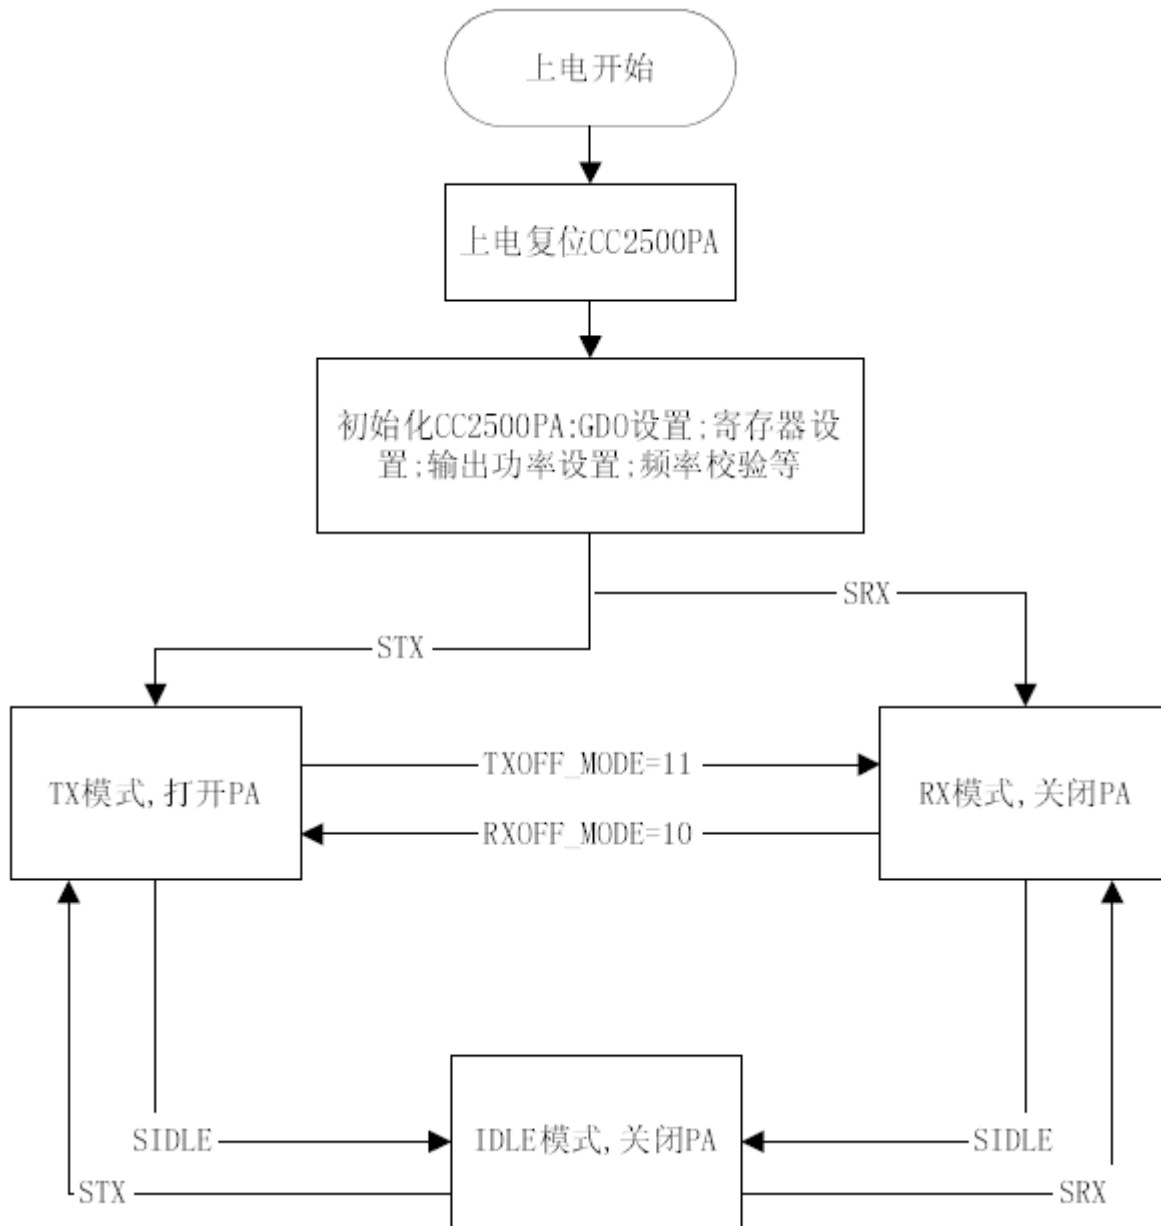 上电开始
上电复位CC2500PA
初始化CC2500PA:GDO设置;寄存器设
置;输出功率设置;频率校验等
SRX
STX
TX模式,打开PA
TXOFF_MODE=11
RX模式,关闭PA
RXOFF_MODE=10
SIDLE
IDLE模式,关闭PA
SIDLE
STX
SRX